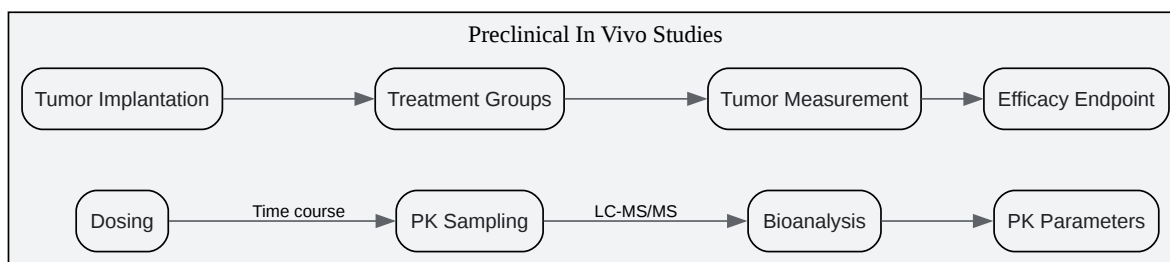 Preclinical In Vivo Studies
Tumor Implantation
Treatment Groups
Tumor Measurement
Efficacy Endpoint
Dosing
Time course
PK Sampling
LC-MS/MS
Bioanalysis
PK Parameters